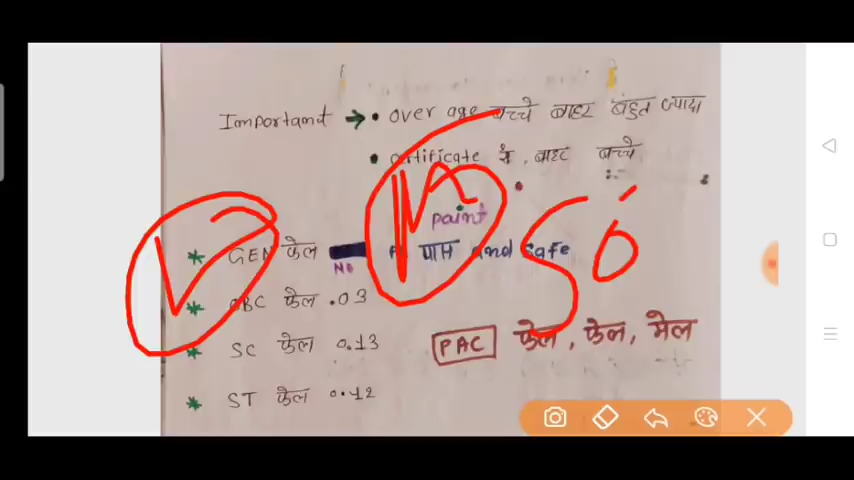 Important → • over age बच्चे बाहर बहुत ज्यादा
• certificate से, बाहर बच्चे
paint
* GEN फेल पास and safe
No
* OBC फेल .03
* SC फेल 0.13
PAC फेल, फेल, मेल
* ST फेल 0.12